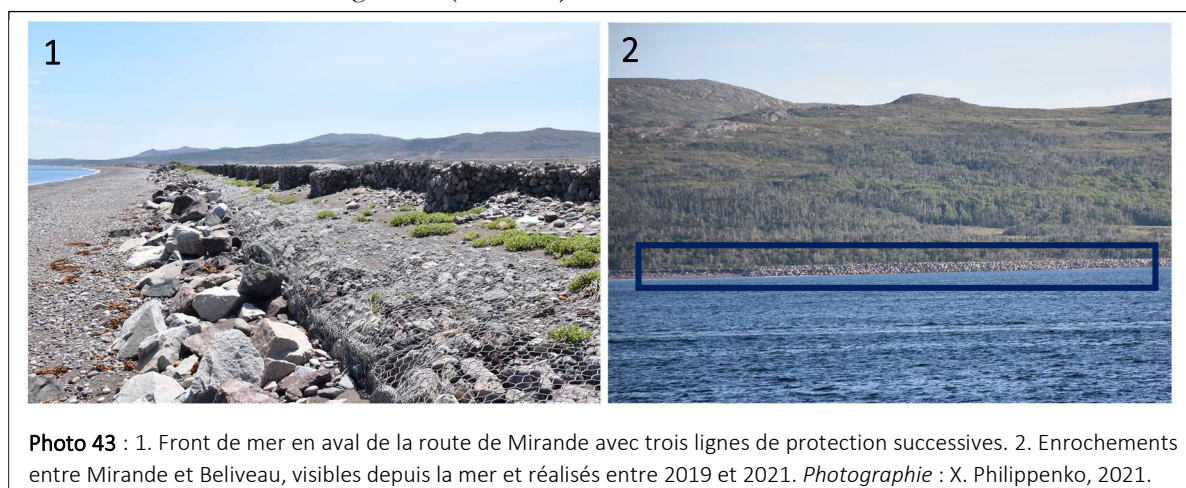 1
2
Photo 43 : 1. Front de mer en aval de la route de Mirande avec trois lignes de protection successives. 2. Enrochements
entre Mirande et Beliveau, visibles depuis la mer et réalisés entre 2019 et 2021. Photographie : X. Philippenko, 2021.